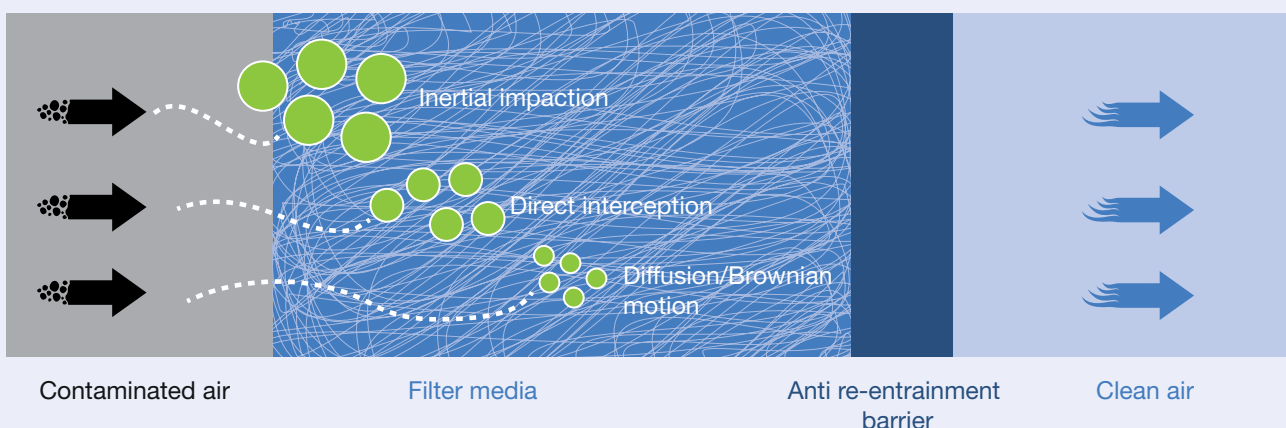 Inertial impaction
Direct interception
Diffusion/Brownian
motion
Contaminated air
Filter media
Anti re-entrainment
barrier
Clean air